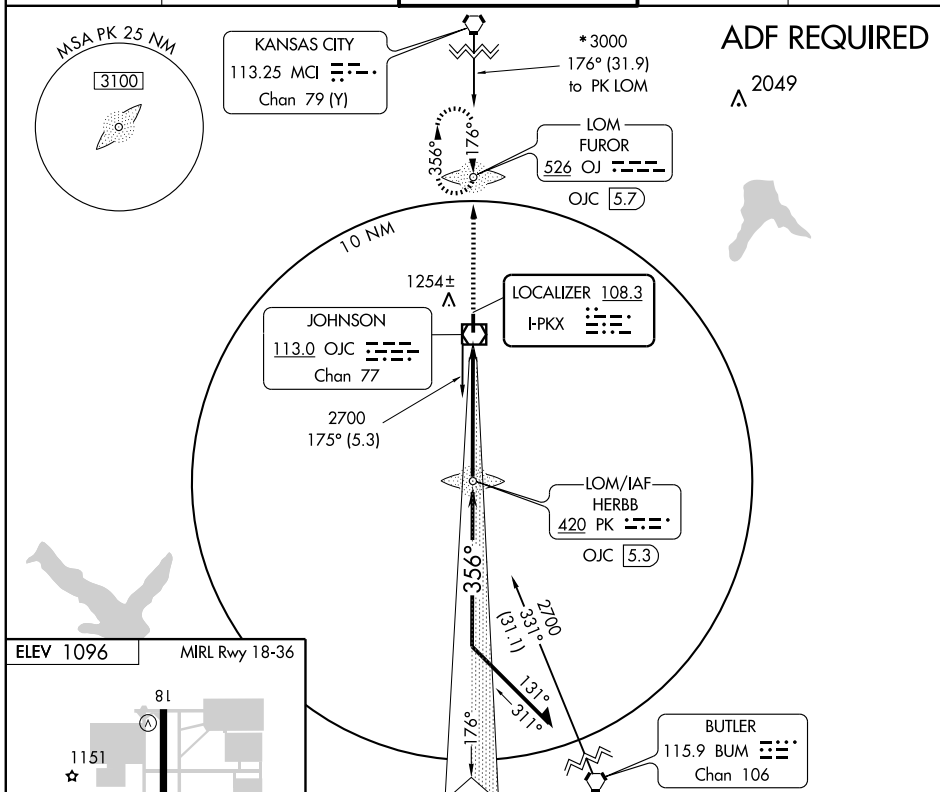 MSA PK 25 NM
3100
KANSAS CITY
113.25 MCI
Chan 79 (Y)
*3000
176° (31.9)
to PK LOM
ADF REQUIRED
2049
356°
176°
LOM
FUROR
526 OJ
OJC 5.7
10 NM
1254±
LOCALIZER 108.3
I-PKX
JOHNSON
113.0 OJC
Chan 77
2700
175° (5.3)
LOM/IAF
HERBB
420 PK
OJC 5.3
356°
2700
331°
(31.1)
131°
311°
176°
BUTLER
115.9 BUM
Chan 106
ELEV 1096
MIRL Rwy 18-36
18
1151